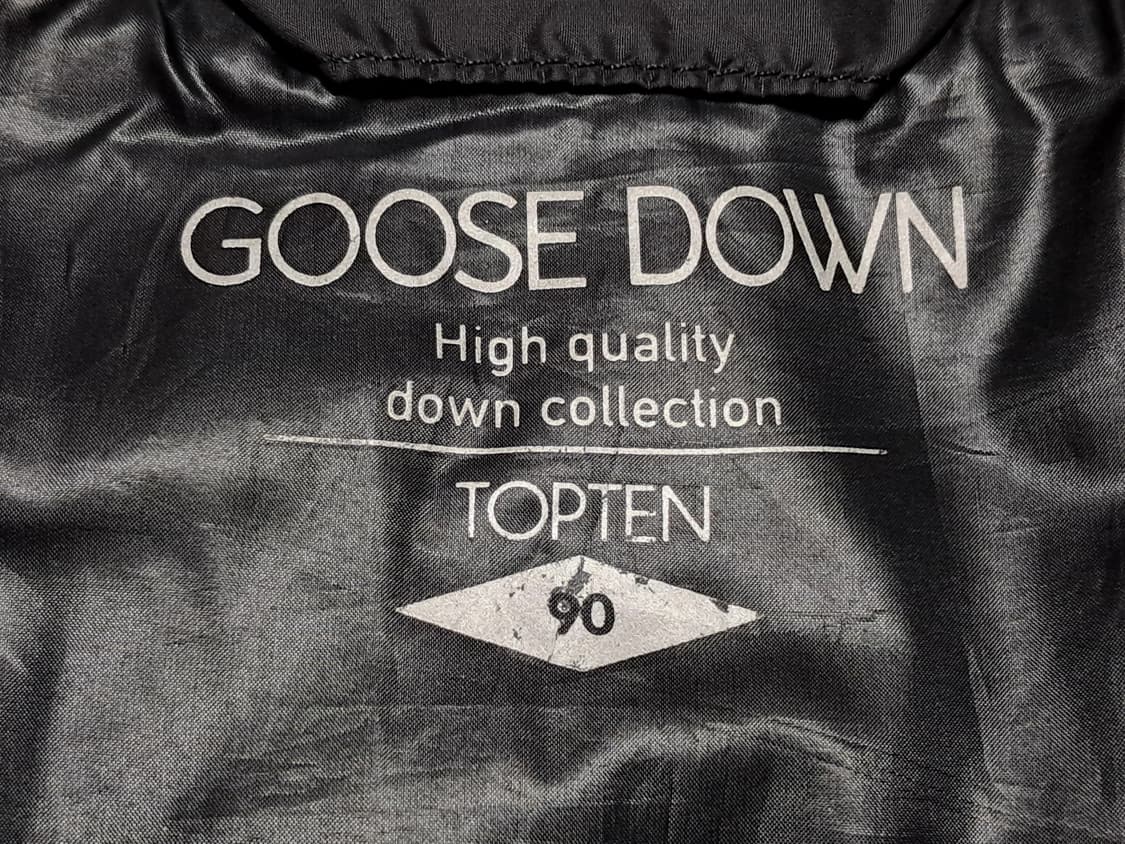 GOOSE DOWN
High quality
down collection
TOPTEN
90